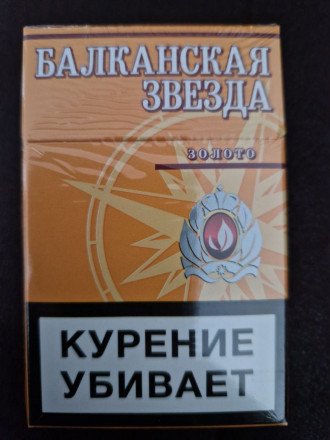 БАЛКАНСКАЯ
ЗВЕЗДА
ЗОЛОТО
КУРЕНИЕ
УБИВАЕТ